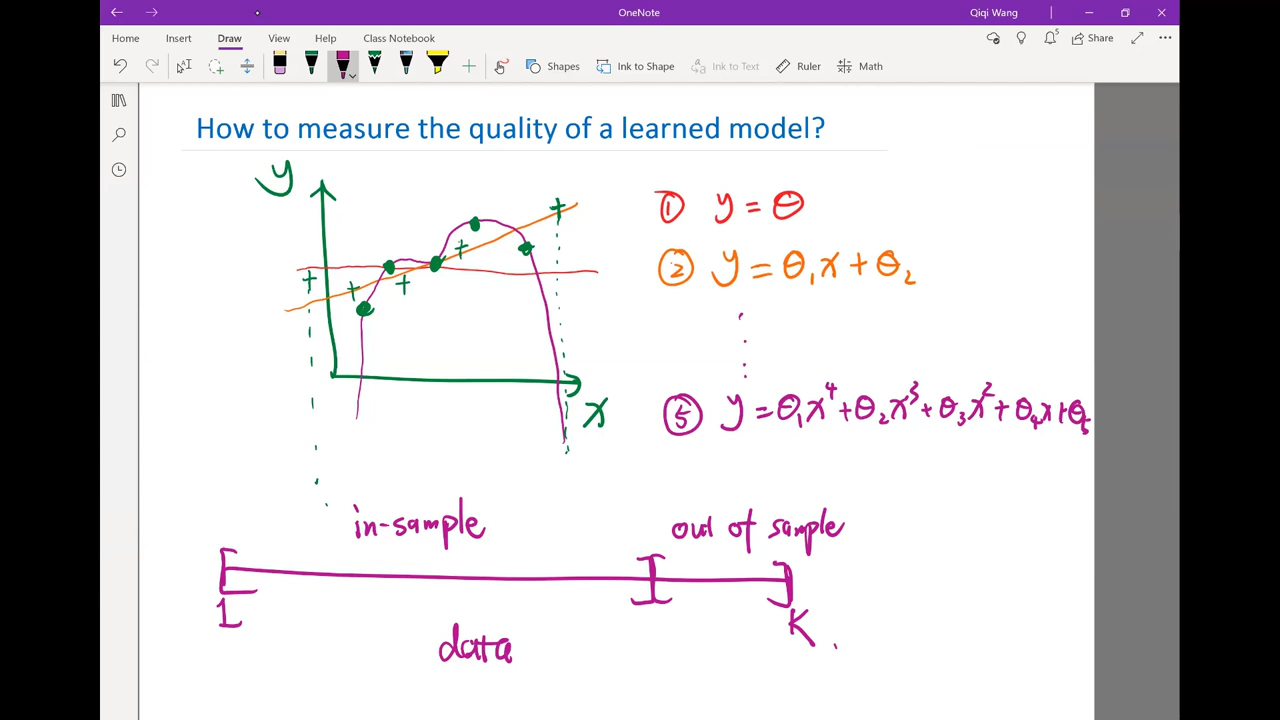 OneNote
Qiqi Wang
Home Insert Draw View Help Class Notebook
5 Share
Shapes Ink to Shape Ink to Text Ruler Math
How to measure the quality of a learned model?
y
x
① y = θ
② y = θ₁x + θ₂
⑤ y = θ₁x⁴ + θ₂x³ + θ₃x² + θ₄x + θ₅
in-sample out of sample
1 K
data